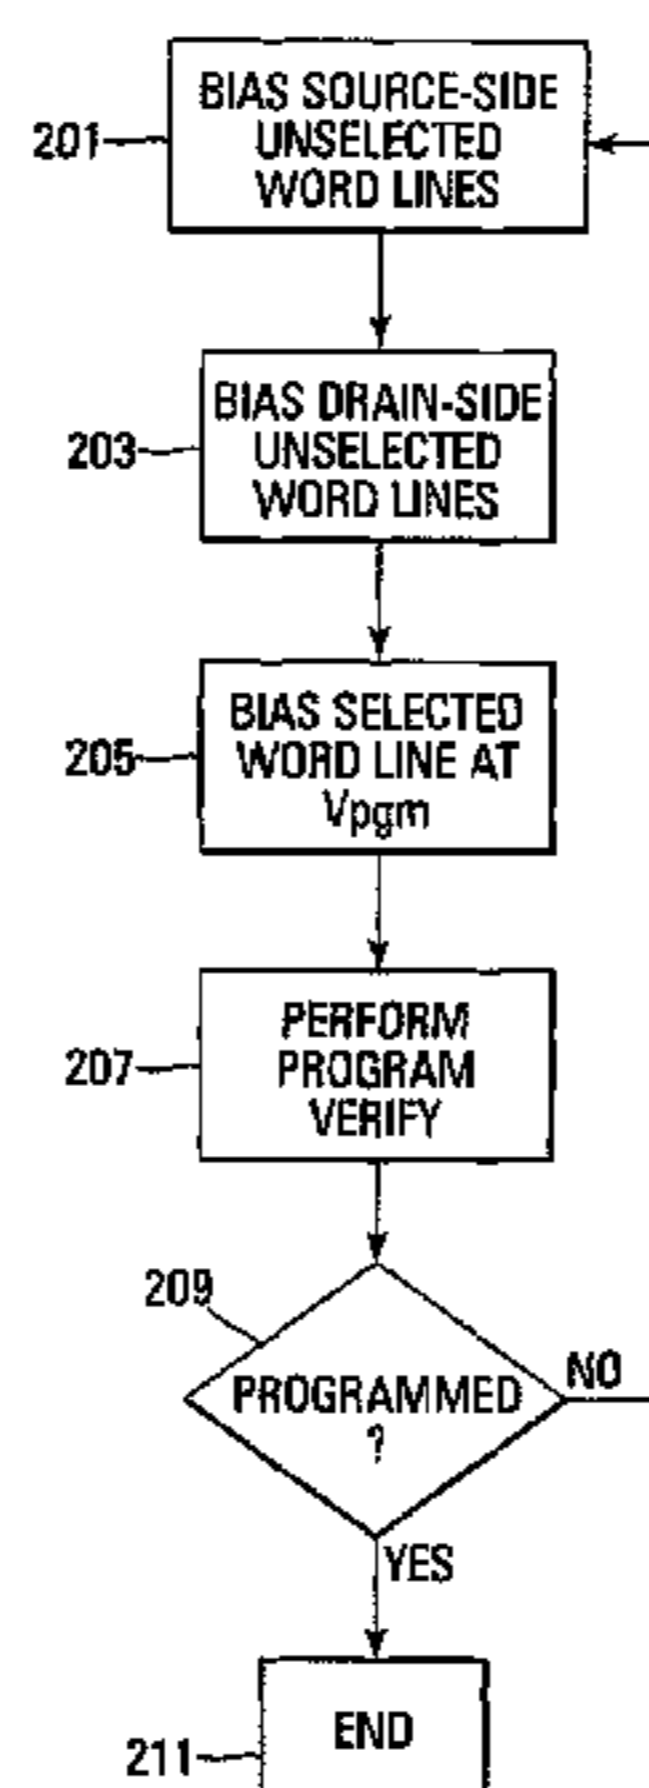 BIAS SOURCE-SIDE
201
UNSELECTED
WORD LINES
BIAS DRAIN-SIDE
203
UNSELECTED
WORD LINES
BIAS SELECTED
205
WORD LINE AT
Vpgm
PERFORM
207
PROGRAM
VERIFY
209
NO
PROGRAMMED
?
YES
END
211